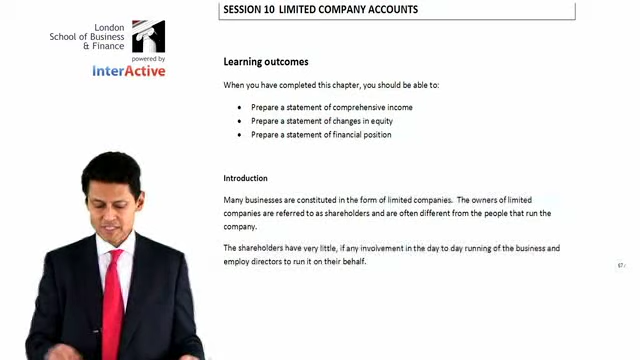 SESSION 10 LIMITED COMPANY ACCOUNTS
London
School of Business
& Finance
powered by
InterActive
Learning outcomes
When you have completed this chapter, you should be able to:
• Prepare a statement of comprehensive income
• Prepare a statement of changes in equity
• Prepare a statement of financial position
Introduction
Many businesses are constituted in the form of limited companies. The owners of limited
companies are referred to as shareholders and are often different from the people that run the
company.
The shareholders have very little, if any involvement in the day to day running of the business and
employ directors to run it on their behalf.
67 /